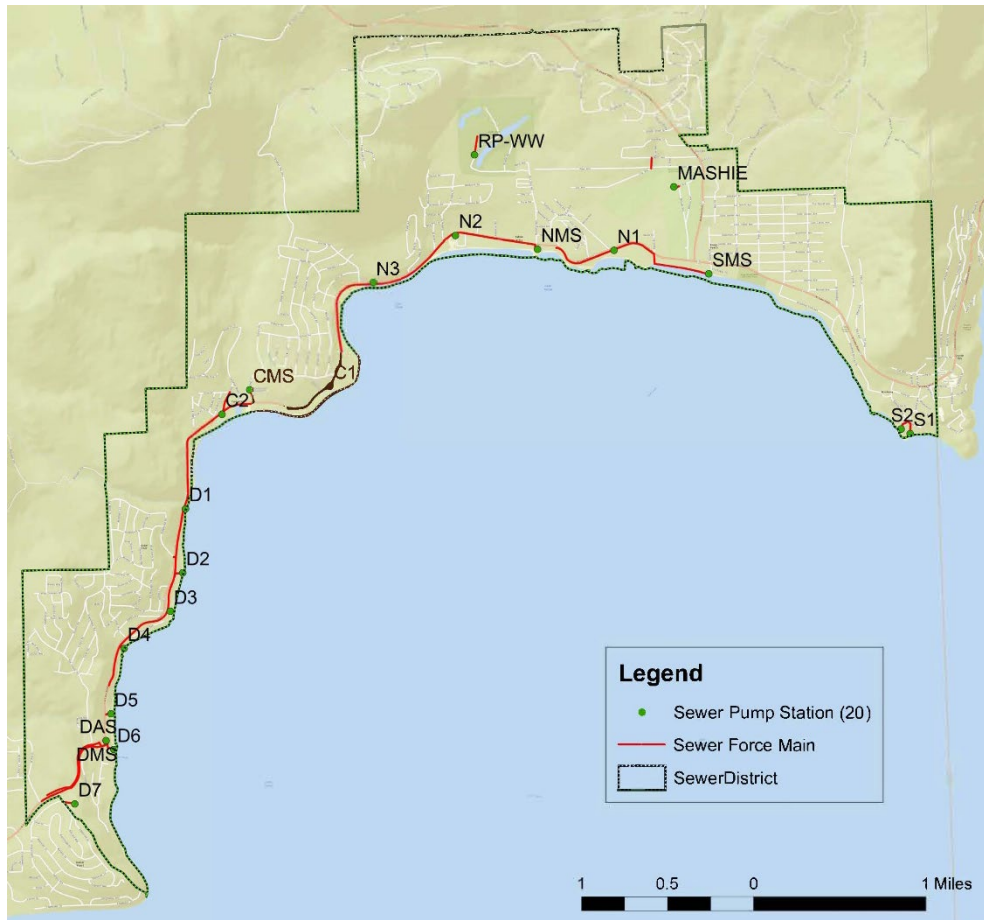 RP-WW
MASHIE
N2
NMS
N1
SMS
N3
CMS
C1
C2
S2
S1
D1
D2
D3
D4
D5
DAS
D6
DMS
D7
Legend
Sewer Pump Station (20)
Sewer Force Main
SewerDistrict
1 0.5 0 1 Miles